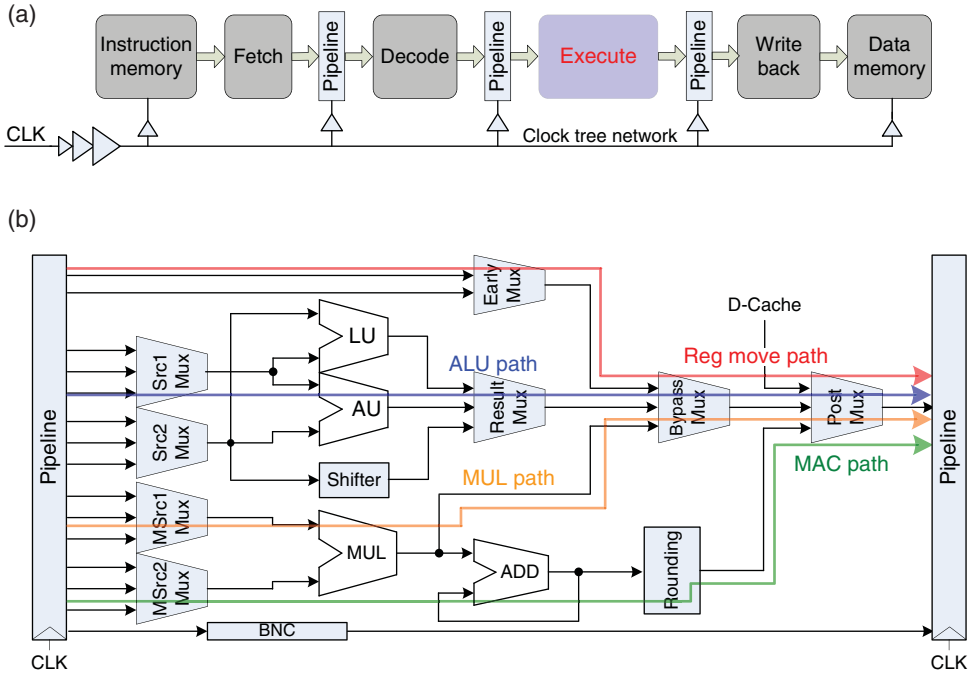 (a)
Instruction
memory
Fetch
Pipeline
Decode
Pipeline
Execute
Pipeline
Write
back
Data
memory
CLK
Clock tree network
(b)
Pipeline
Early
Mux
D-Cache
Pipeline
LU
Src1
Mux
ALU path
Reg move path
AU
Result
Mux
Bypass
Mux
Post
Mux
Src2
Mux
Shifter
MUL path
MAC path
MSrc1
Mux
MUL
ADD
Rounding
MSrc2
Mux
BNC
CLK
CLK